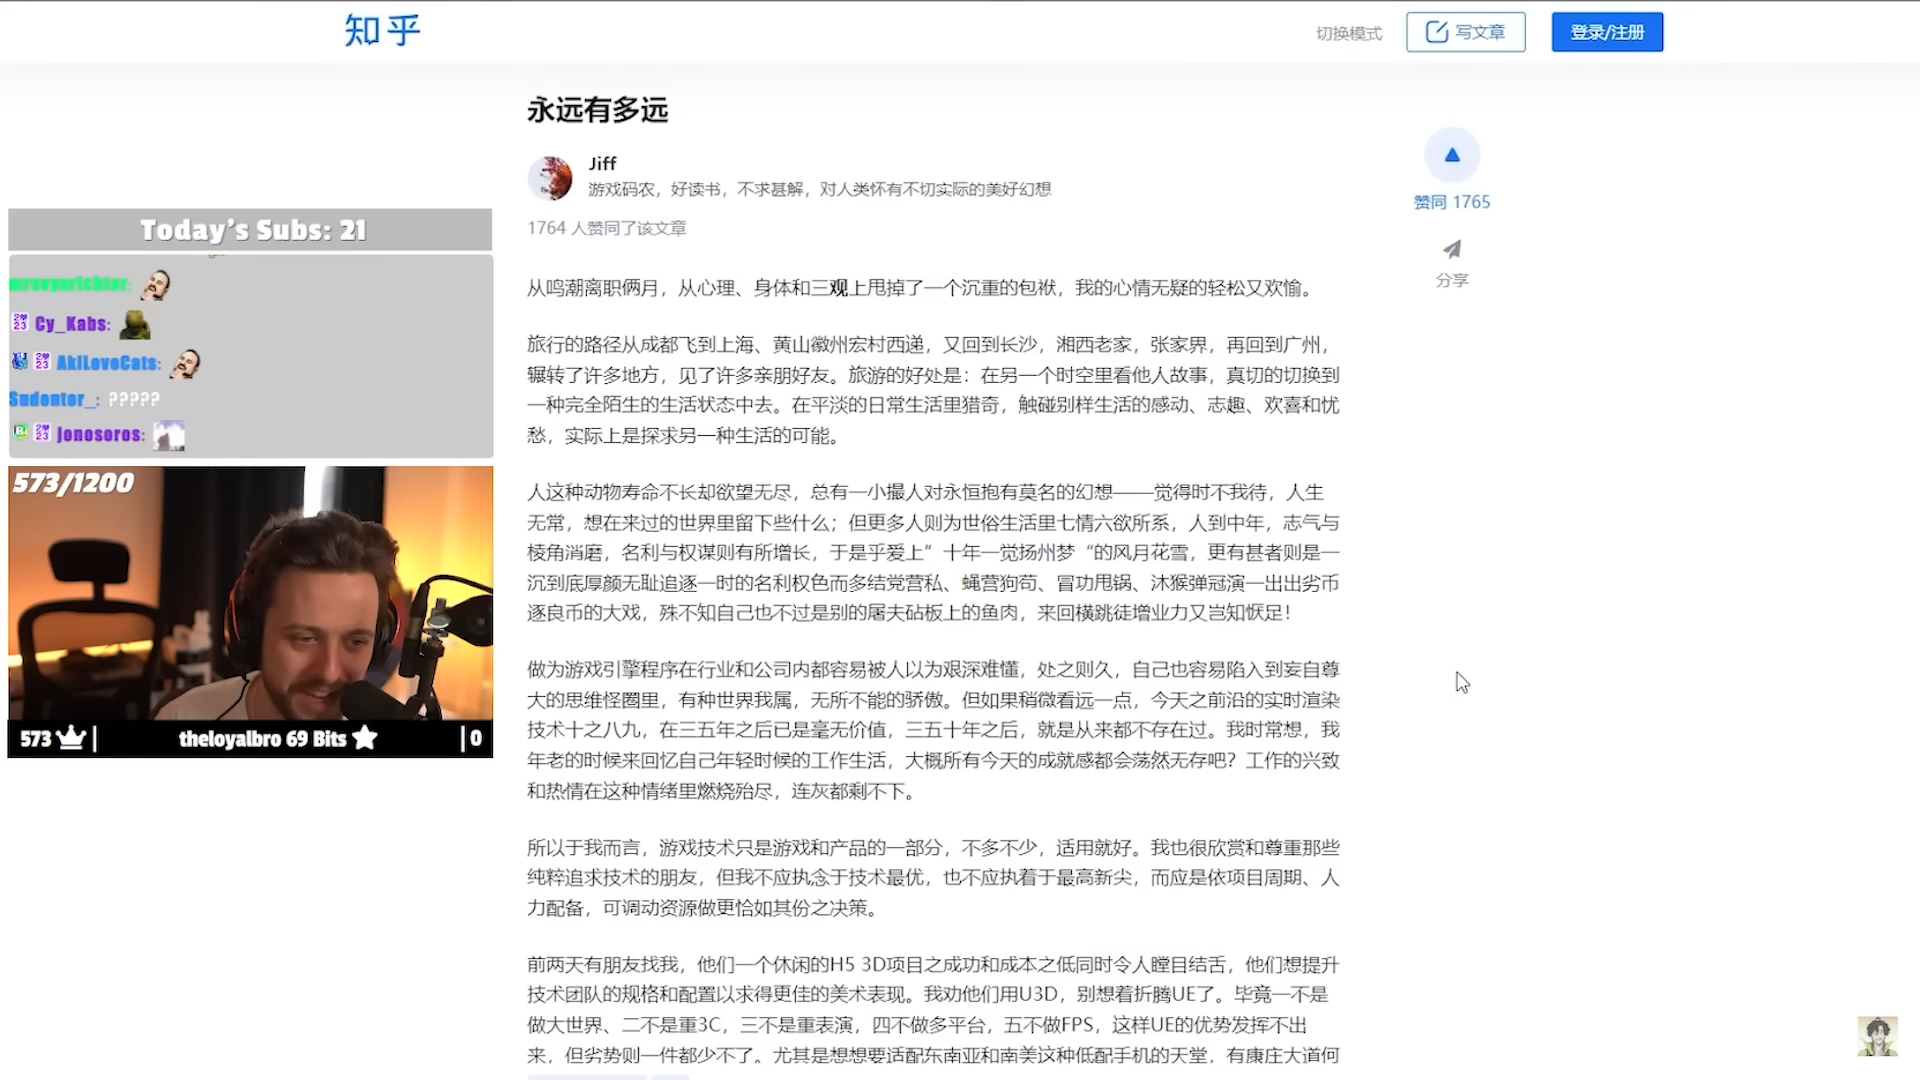 知乎
切换模式
写文章
登录/注册
永远有多远
Jiff
游戏码农，好读书，不求甚解，对人类怀有不切实际的美好幻想
1764 人赞同了该文章
赞同 1765
分享
从鸣潮离职俩月，从心理、身体和三观上甩掉了一个沉重的包袱，我的心情无疑的轻松又欢愉。
旅行的路径从成都飞到上海、黄山徽州宏村西递，又回到长沙，湘西老家，张家界，再回到广州，
辗转了许多地方，见了许多亲朋好友。旅游的好处是：在另一个时空里看他人故事，真切的切换到
一种完全陌生的生活状态中去。在平淡的日常生活里猎奇，触碰别样生活的感动、志趣、欢喜和忧
愁，实际上是探求另一种生活的可能。
人这种动物寿命不长却欲望无尽，总有一小撮人对永恒抱有莫名的幻想——觉得时不我待，人生
无常，想在来过的世界里留下些什么；但更多人则为世俗生活里七情六欲所系，人到中年，志气与
棱角消磨，名利与权谋则有所增长，于是乎爱上”十年一觉扬州梦“的风月花雪，更有甚者则是一
沉到底厚颜无耻追逐一时的名利权色而多结党营私、蝇营狗苟、冒功甩锅、沐猴弹冠演一出出劣币
逐良币的大戏，殊不知自己也不过是别的屠夫砧板上的鱼肉，来回横跳徒增业力又岂知恹足！
做为游戏引擎程序在行业和公司内都容易被人以为艰深难懂，处之则久，自己也容易陷入到妄自尊
大的思维怪圈里，有种世界我属，无所不能的骄傲。但如果稍微看远一点，今天之前沿的实时渲染
技术十之八九，在三五年之后已是毫无价值，三五十年之后，就是从来都不存在过。我时常想，我
年老的时候来回忆自己年轻时候的工作生活，大概所有今天的成就感都会荡然无存吧？工作的兴致
和热情在这种情绪里燃烧殆尽，连灰都剩不下。
所以于我而言，游戏技术只是游戏和产品的一部分，不多不少，适用就好。我也很欣赏和尊重那些
纯粹追求技术的朋友，但我不应执念于技术最优，也不应执着于最高新尖，而应是依项目周期、人
力配备，可调动资源做更恰如其份之决策。
前两天有朋友找我，他们一个休闲的H5 3D项目之成功和成本之低同时令人瞠目结舌，他们想提升
技术团队的规格和配置以求得更佳的美术表现。我劝他们用U3D，别想着折腾UE了。毕竟一不是
做大世界、二不是重3C，三不是重表演，四不做多平台，五不做FPS，这样UE的优势发挥不出
来，但劣势则一件都少不了。尤其是想想要适配东南亚和南美这种低配手机的天堂，有康庄大道何
Today's Subs: 21
Cy_Kabs:
AkiLoveCats:
Sudontor_: ?????
jonosoros:
573/1200
573 | theloyalbro 69 Bits | 0